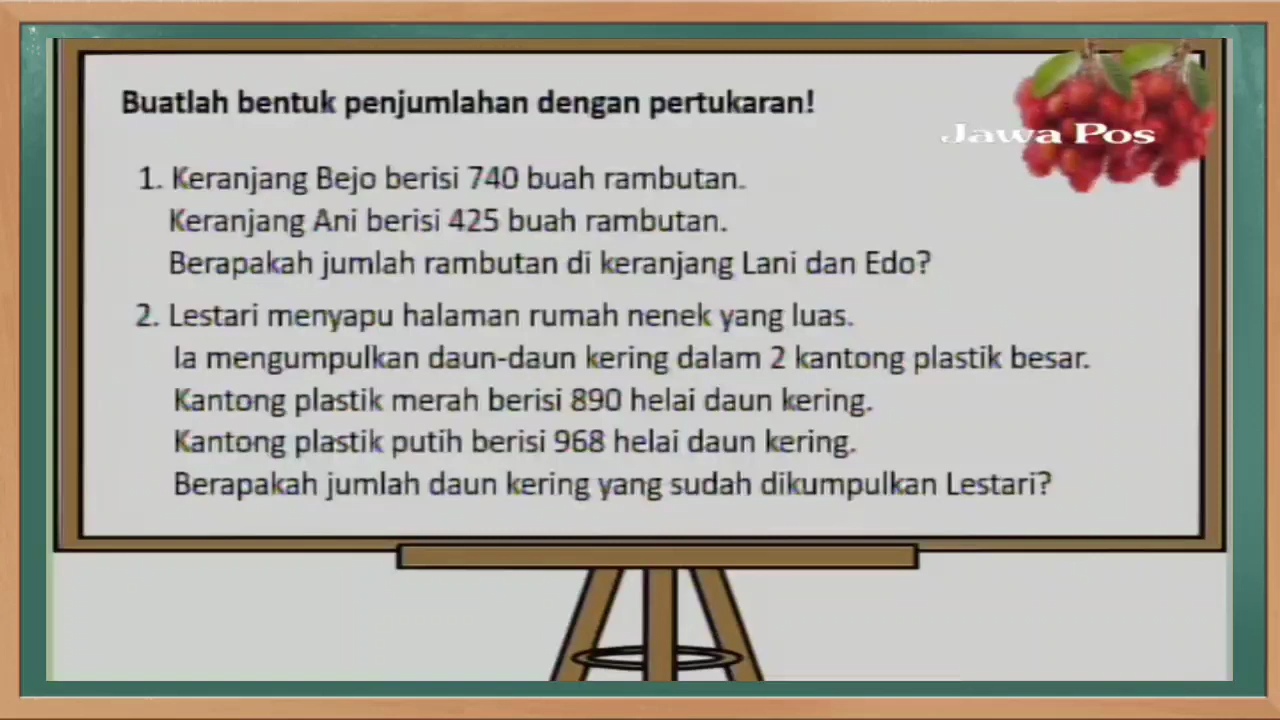 Buatlah bentuk penjumlahan dengan pertukaran!
Jawa Pos
1. Keranjang Bejo berisi 740 buah rambutan.
Keranjang Ani berisi 425 buah rambutan.
Berapakah jumlah rambutan di keranjang Lani dan Edo?
2. Lestari menyapu halaman rumah nenek yang luas.
Ia mengumpulkan daun-daun kering dalam 2 kantong plastik besar.
Kantong plastik merah berisi 890 helai daun kering.
Kantong plastik putih berisi 968 helai daun kering.
Berapakah jumlah daun kering yang sudah dikumpulkan Lestari?